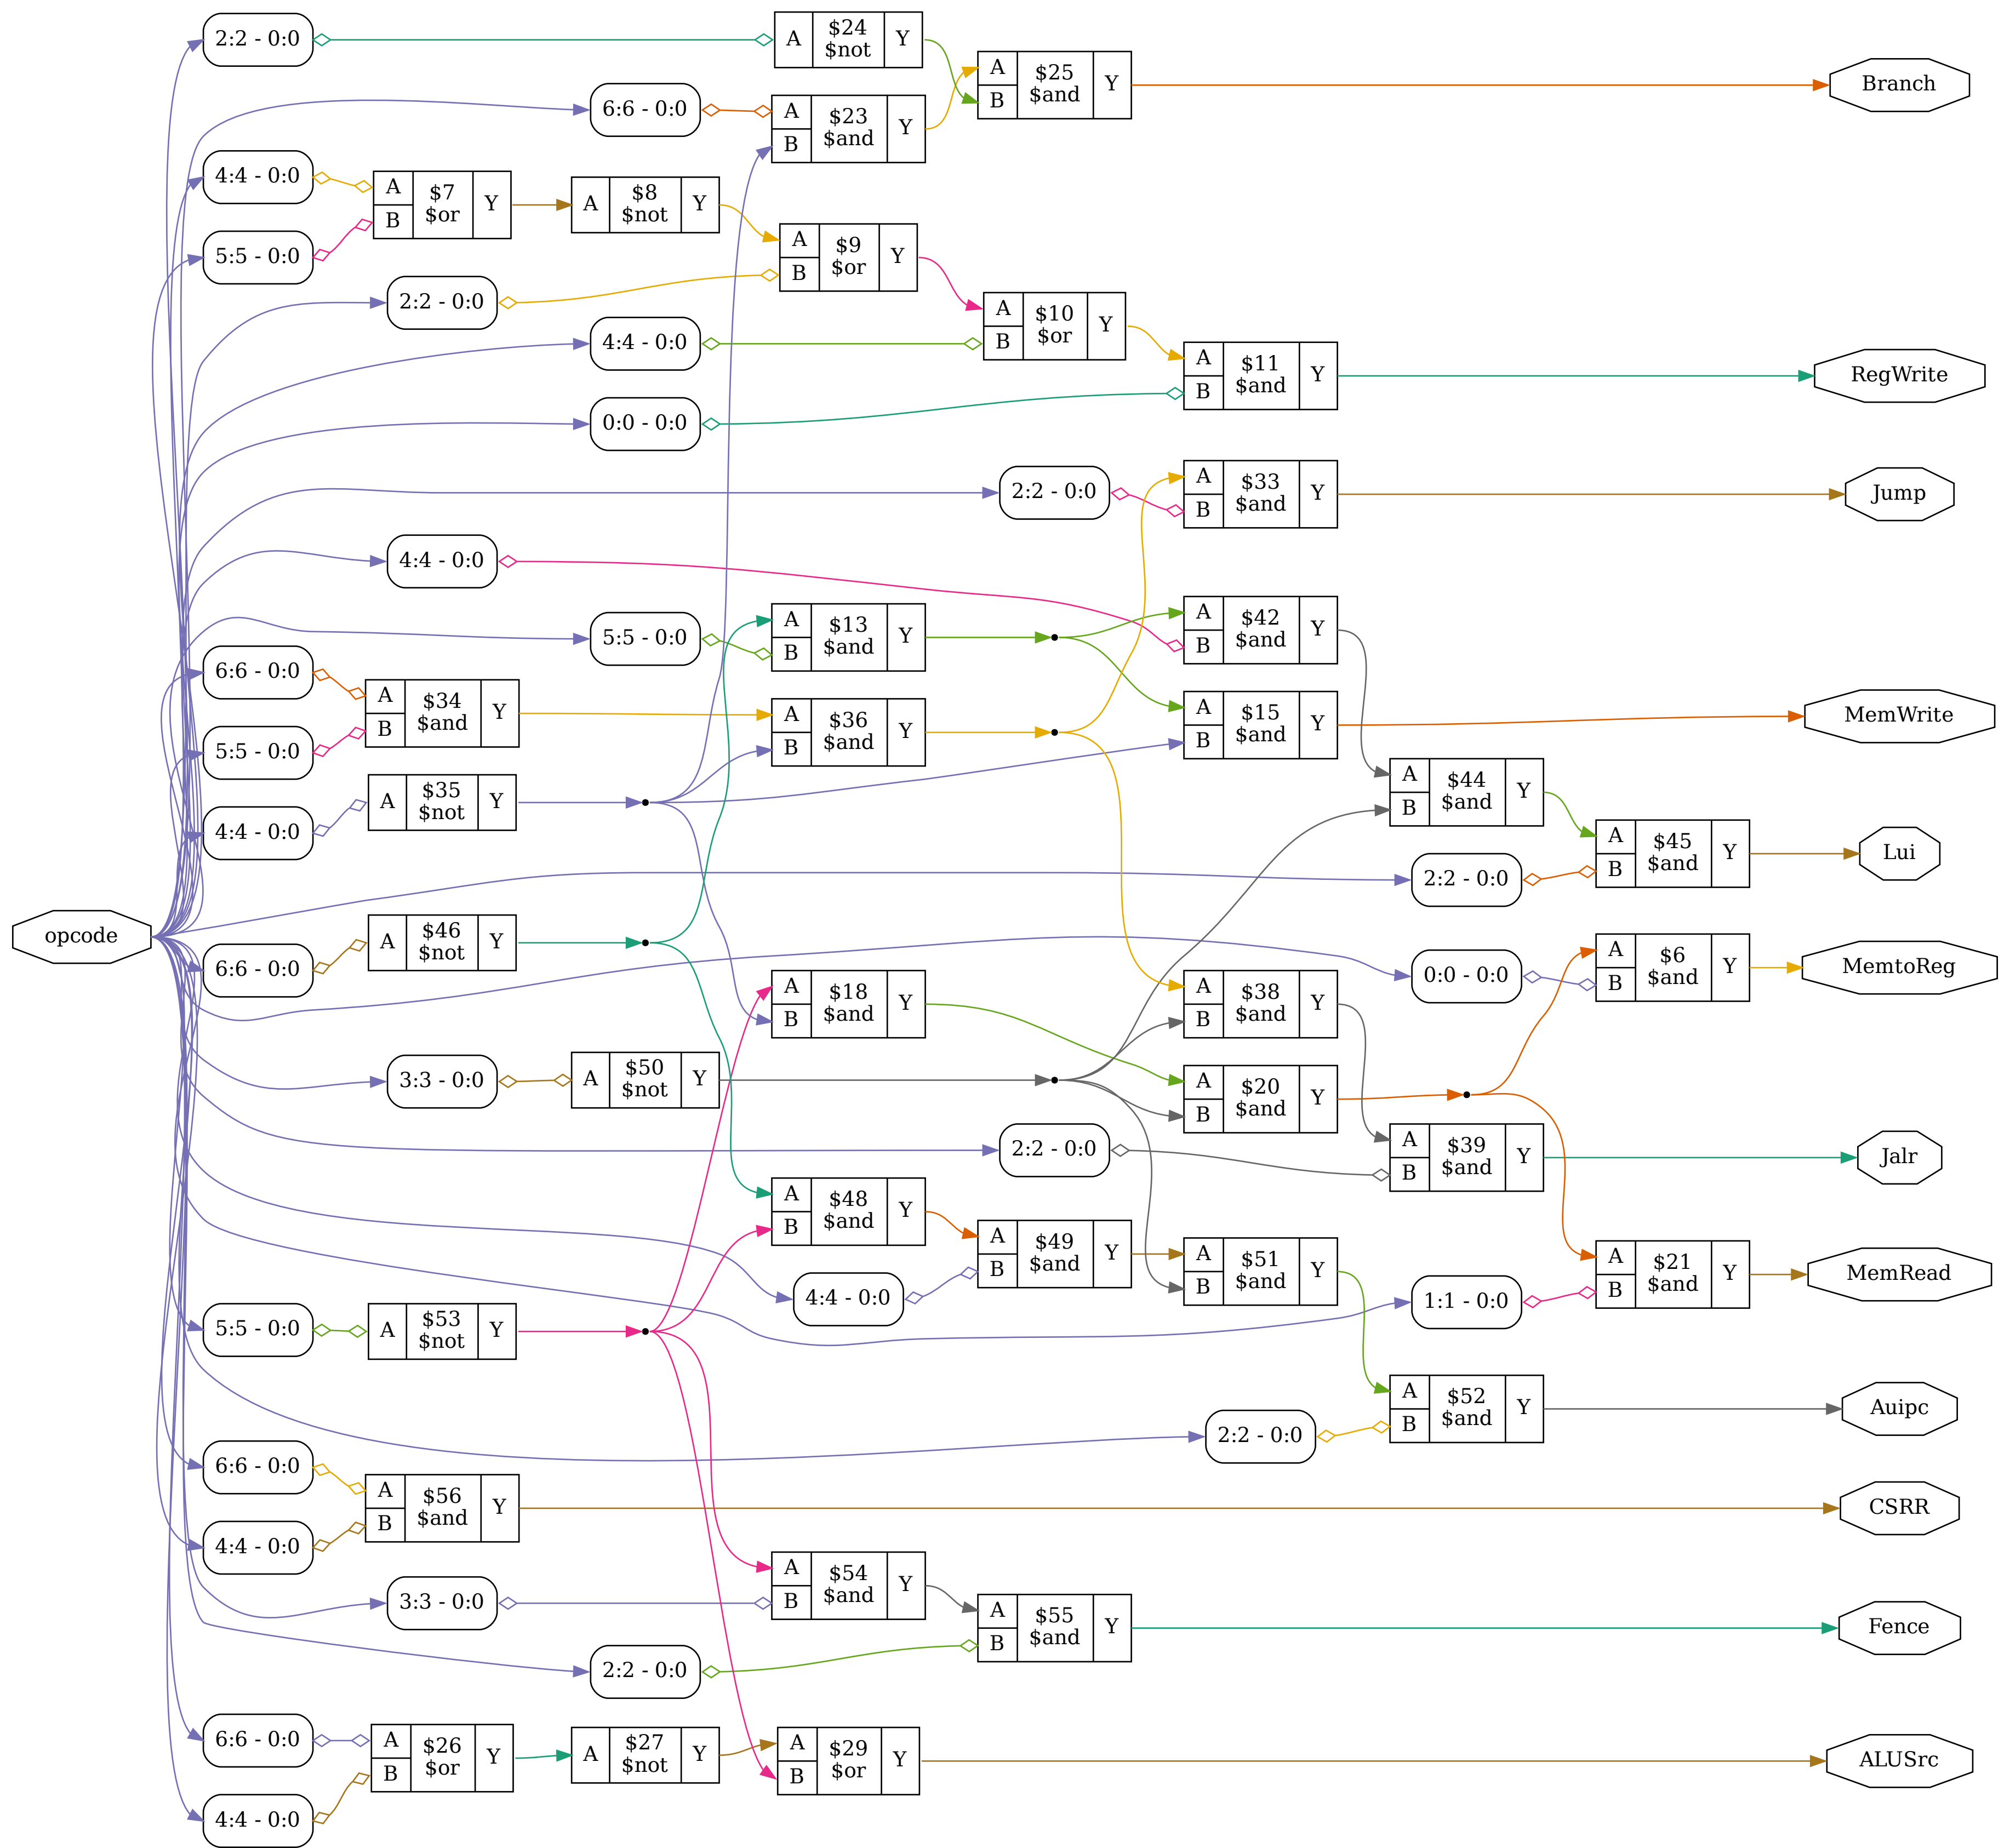 2:2 - 0:0
A $24 $not Y
6:6 - 0:0
A B $23 $and Y
A B $25 $and Y
Branch
4:4 - 0:0
5:5 - 0:0
A B $7 $or Y
A $8 $not Y
2:2 - 0:0
A B $9 $or Y
4:4 - 0:0
A B $10 $or Y
0:0 - 0:0
A B $11 $and Y
RegWrite
2:2 - 0:0
A B $33 $and Y
Jump
4:4 - 0:0
5:5 - 0:0
A B $13 $and Y
A B $42 $and Y
6:6 - 0:0
5:5 - 0:0
A B $34 $and Y
A B $36 $and Y
A B $15 $and Y
MemWrite
4:4 - 0:0
A $35 $not Y
A B $44 $and Y
2:2 - 0:0
A B $45 $and Y
Lui
opcode
6:6 - 0:0
A $46 $not Y
0:0 - 0:0
A B $6 $and Y
MemtoReg
A B $18 $and Y
A B $38 $and Y
3:3 - 0:0
A $50 $not Y
A B $20 $and Y
2:2 - 0:0
A B $39 $and Y
Jalr
A B $48 $and Y
4:4 - 0:0
A B $49 $and Y
A B $51 $and Y
1:1 - 0:0
A B $21 $and Y
MemRead
5:5 - 0:0
A $53 $not Y
2:2 - 0:0
A B $52 $and Y
Auipc
6:6 - 0:0
4:4 - 0:0
A B $56 $and Y
CSRR
3:3 - 0:0
A B $54 $and Y
2:2 - 0:0
A B $55 $and Y
Fence
6:6 - 0:0
4:4 - 0:0
A B $26 $or Y
A $27 $not Y
A B $29 $or Y
ALUSrc